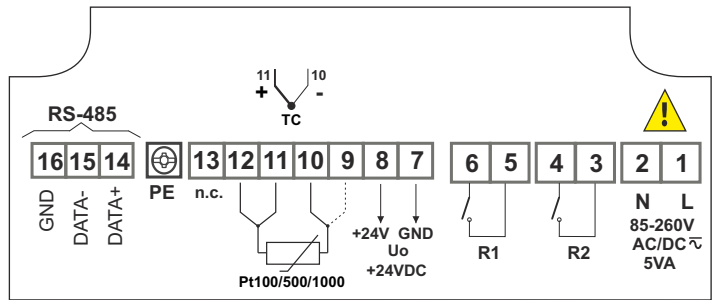 11 10
+ -
TC
RS-485
16 15 14 PE 13 12 11 10 9 8 7 6 5 4 3 2 1
GND DATA- DATA+
n.c.
+24V GND
Uo
+24VDC
Pt100/500/1000
R1
R2
N L
85-260V
AC/DC
5VA